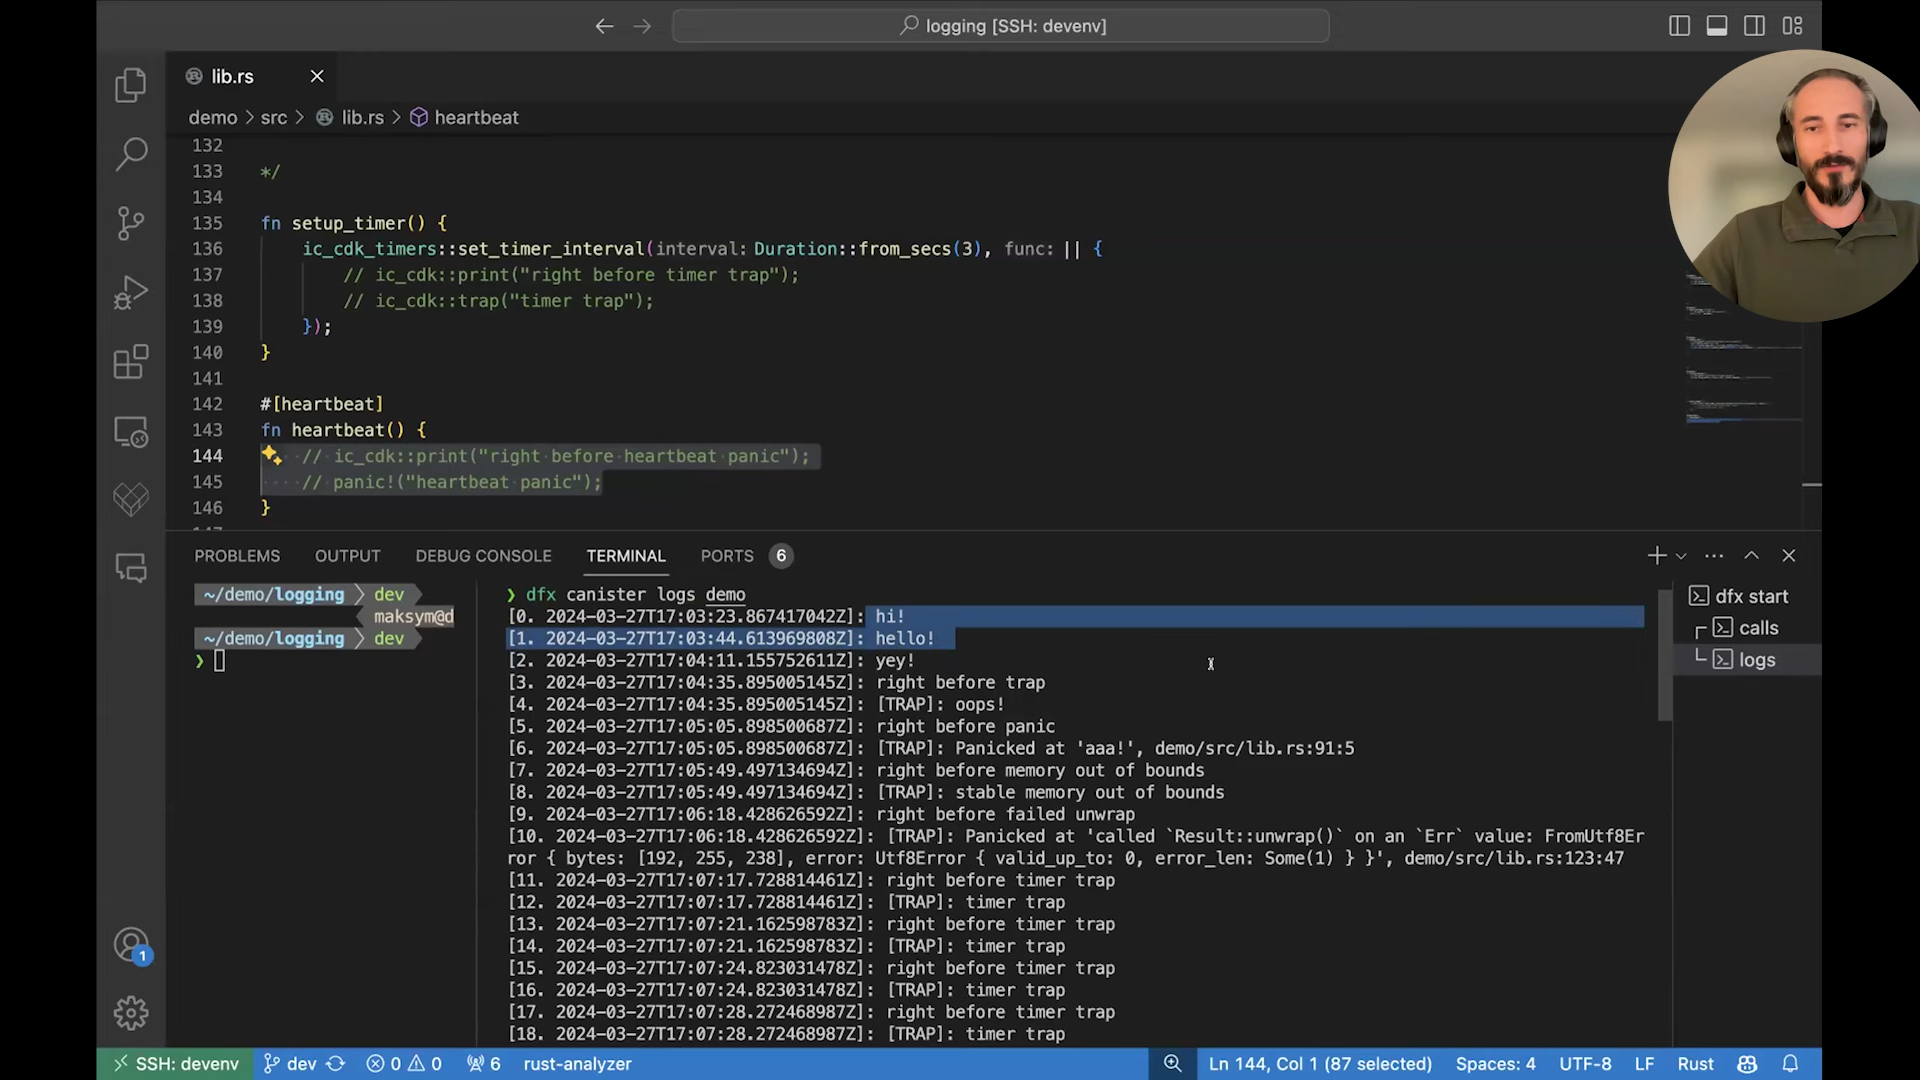 logging [SSH: devenv]
lib.rs
demo > src > lib.rs > heartbeat
132
133 */
134
135 fn setup_timer() {
136 ic_cdk_timers::set_timer_interval(interval: Duration::from_secs(3), func: || {
137 // ic_cdk::print("right before timer trap");
138 // ic_cdk::trap("timer trap");
139 });
140 }
141
142 #[heartbeat]
143 fn heartbeat() {
144 // ic_cdk::print("right before heartbeat panic");
145 // panic!("heartbeat panic");
146 }
PROBLEMS OUTPUT DEBUG CONSOLE TERMINAL PORTS 6
~/demo/logging dev
maksym@d
~/demo/logging dev
❯
❯ dfx canister logs demo
[0. 2024-03-27T17:03:23.867417042Z]: hi!
[1. 2024-03-27T17:03:44.613969808Z]: hello!
[2. 2024-03-27T17:04:11.155752611Z]: yey!
[3. 2024-03-27T17:04:35.895005145Z]: right before trap
[4. 2024-03-27T17:04:35.895005145Z]: [TRAP]: oops!
[5. 2024-03-27T17:05:05.898500687Z]: right before panic
[6. 2024-03-27T17:05:05.898500687Z]: [TRAP]: Panicked at 'aaa!', demo/src/lib.rs:91:5
[7. 2024-03-27T17:05:49.497134694Z]: right before memory out of bounds
[8. 2024-03-27T17:05:49.497134694Z]: [TRAP]: stable memory out of bounds
[9. 2024-03-27T17:06:18.428626592Z]: right before failed unwrap
[10. 2024-03-27T17:06:18.428626592Z]: [TRAP]: Panicked at 'called `Result::unwrap()` on an `Err` value: FromUtf8Er
ror { bytes: [192, 255, 238], error: Utf8Error { valid_up_to: 0, error_len: Some(1) } }', demo/src/lib.rs:123:47
[11. 2024-03-27T17:07:17.728814461Z]: right before timer trap
[12. 2024-03-27T17:07:17.728814461Z]: [TRAP]: timer trap
[13. 2024-03-27T17:07:21.162598783Z]: right before timer trap
[14. 2024-03-27T17:07:21.162598783Z]: [TRAP]: timer trap
[15. 2024-03-27T17:07:24.823031478Z]: right before timer trap
[16. 2024-03-27T17:07:24.823031478Z]: [TRAP]: timer trap
[17. 2024-03-27T17:07:28.272468987Z]: right before timer trap
[18. 2024-03-27T17:07:28.272468987Z]: [TRAP]: timer trap
dfx start
calls
logs
1
SSH: devenv dev 0 0 6 rust-analyzer Ln 144, Col 1 (87 selected) Spaces: 4 UTF-8 LF Rust